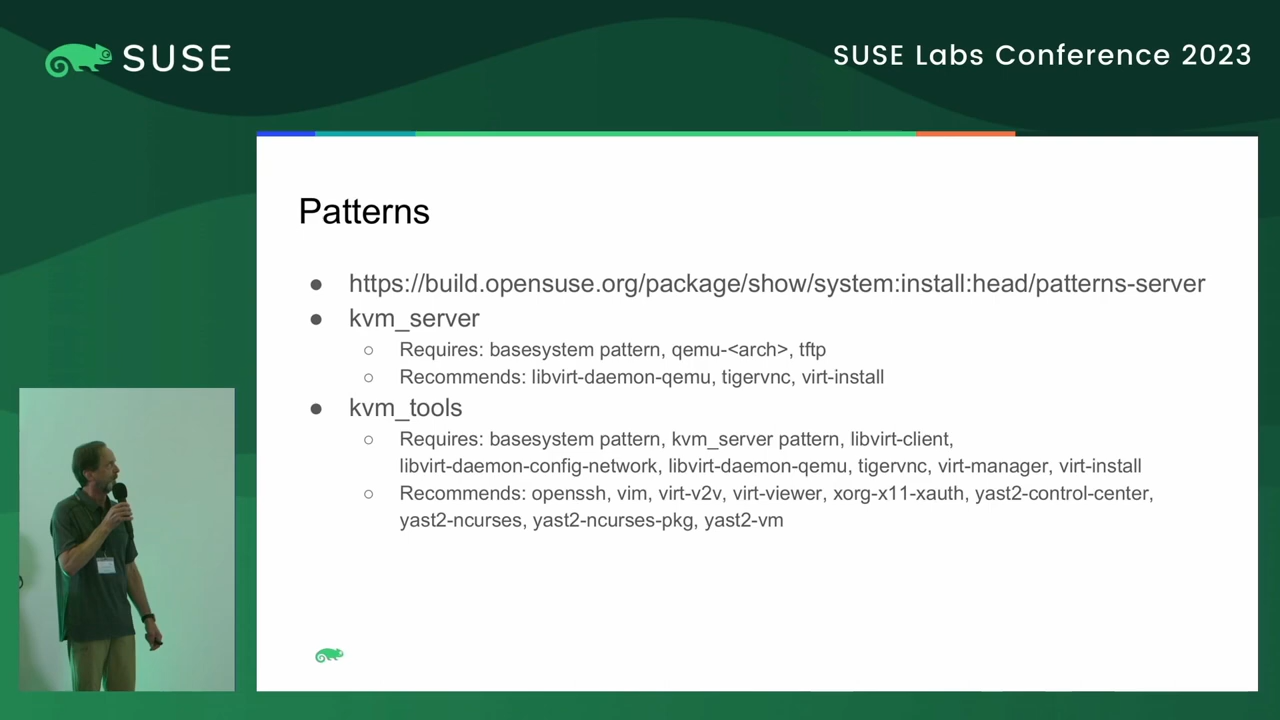 SUSE
SUSE Labs Conference 2023
Patterns
● https://build.opensuse.org/package/show/system:install:head/patterns-server
● kvm_server
○ Requires: basesystem pattern, qemu-<arch>, tftp
○ Recommends: libvirt-daemon-qemu, tigervnc, virt-install
● kvm_tools
○ Requires: basesystem pattern, kvm_server pattern, libvirt-client,
libvirt-daemon-config-network, libvirt-daemon-qemu, tigervnc, virt-manager, virt-install
○ Recommends: openssh, vim, virt-v2v, virt-viewer, xorg-x11-xauth, yast2-control-center,
yast2-ncurses, yast2-ncurses-pkg, yast2-vm